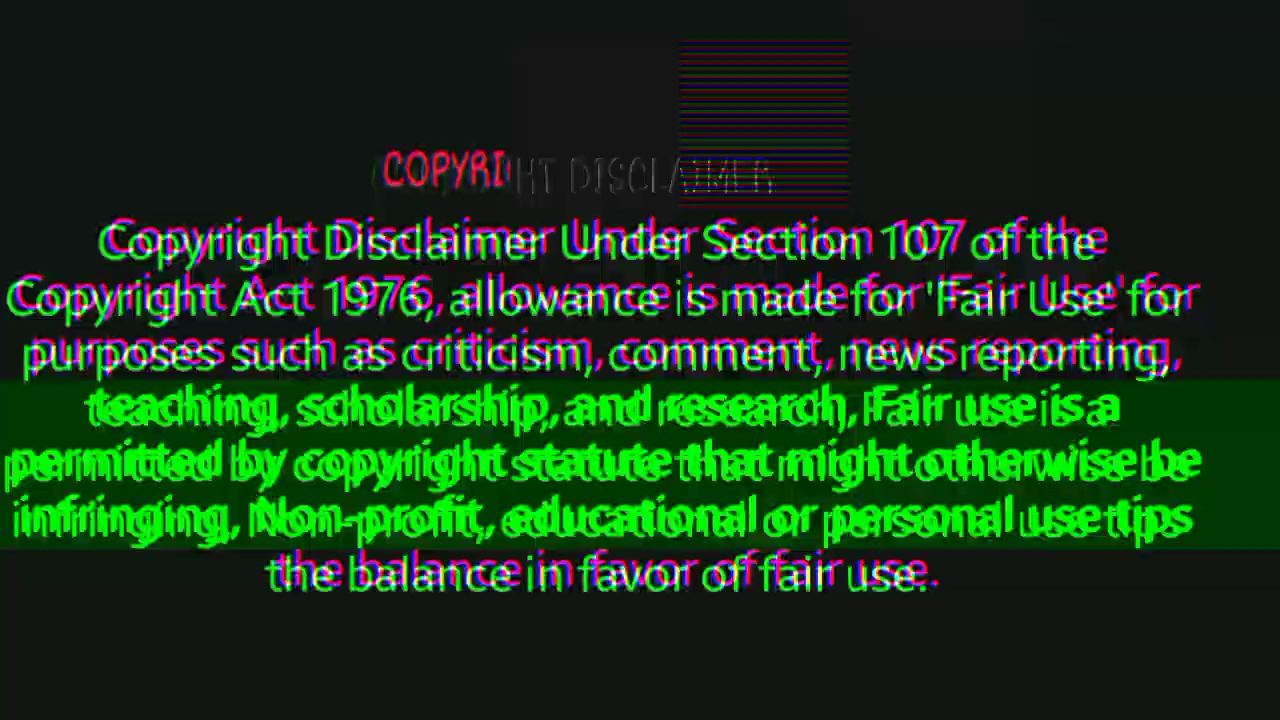 COPYRIGHT DISCLAIMER
Copyright Disclaimer Under Section 107 of the
Copyright Act 1976, allowance is made for 'Fair Use' for
purposes such as criticism, comment, news reporting,
teaching, scholarship, and research, Fair use is a
permitted by copyright statute that might otherwise be
infringing, Non-profit, educational or personal use tips
the balance in favor of fair use.